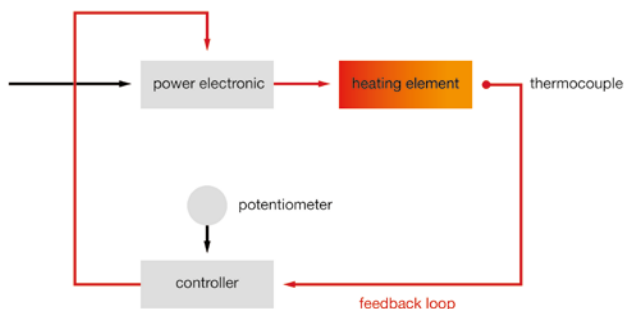 power electronic
heating element
thermocouple
potentiometer
controller
feedback loop